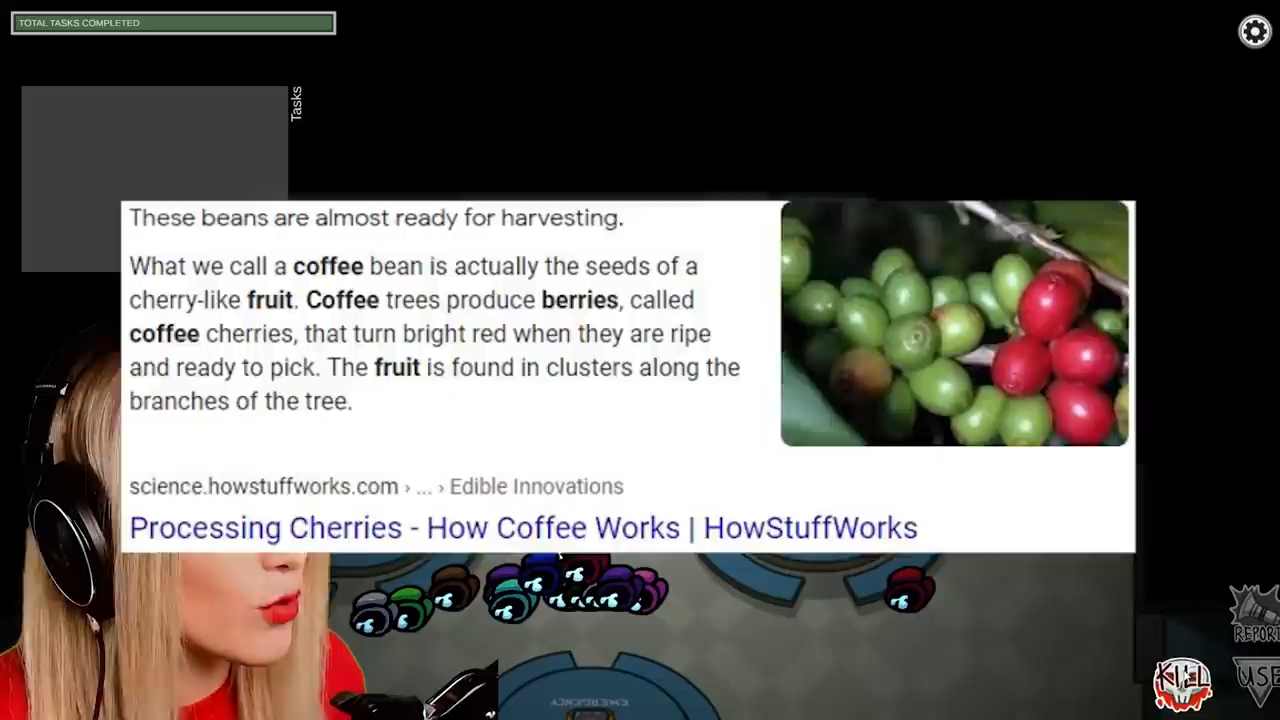 TOTAL TASKS COMPLETED
Tasks
These beans are almost ready for harvesting.
What we call a coffee bean is actually the seeds of a
cherry-like fruit. Coffee trees produce berries, called
coffee cherries, that turn bright red when they are ripe
and ready to pick. The fruit is found in clusters along the
branches of the tree.
science.howstuffworks.com › ... › Edible Innovations
Processing Cherries - How Coffee Works | HowStuffWorks
REPORT
KILL
USE
EMERGENCY